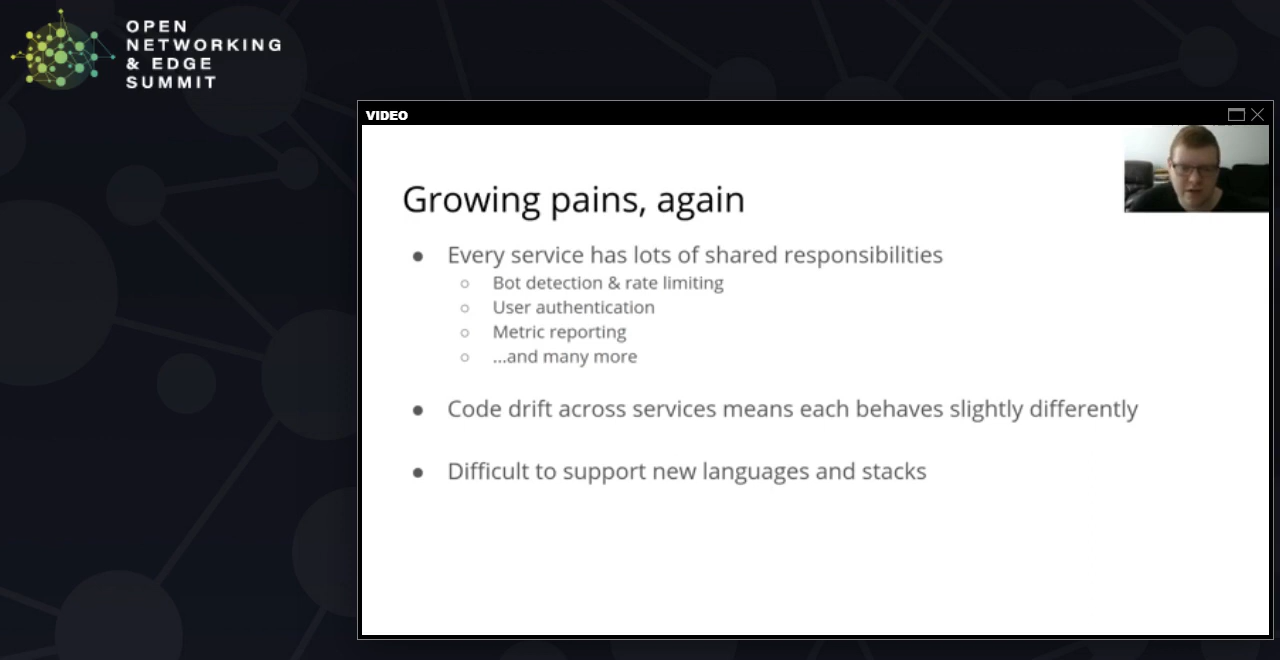 OPEN
NETWORKING
& EDGE
SUMMIT
VIDEO
Growing pains, again
● Every service has lots of shared responsibilities
○ Bot detection & rate limiting
○ User authentication
○ Metric reporting
○ ...and many more
● Code drift across services means each behaves slightly differently
● Difficult to support new languages and stacks